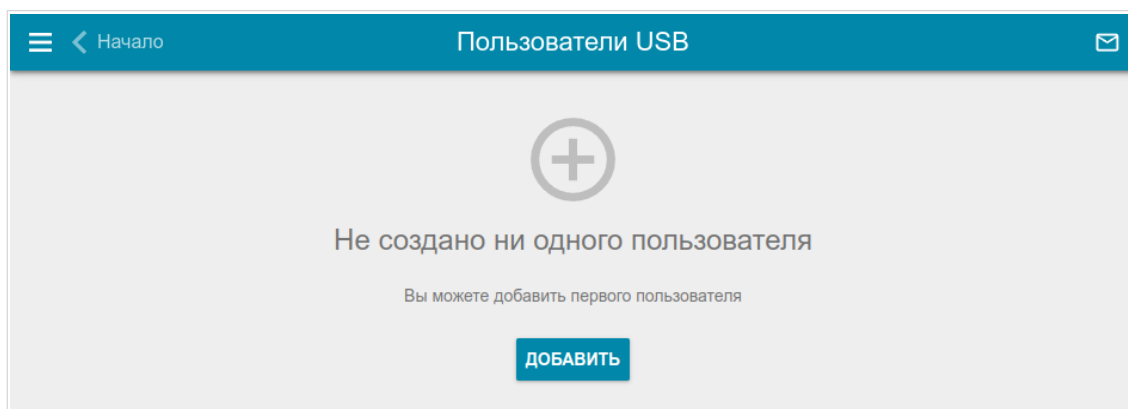 Начало
Пользователи USB
Не создано ни одного пользователя
Вы можете добавить первого пользователя
ДОБАВИТЬ